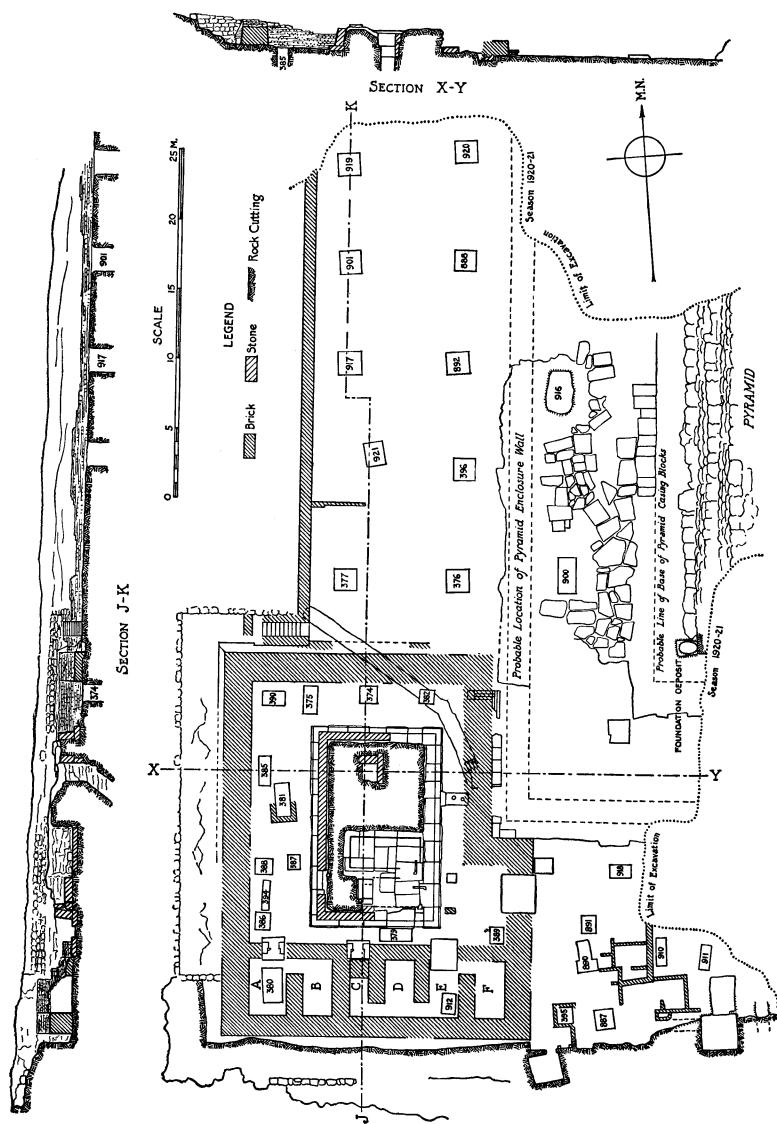 SECTION X-Y
385
SECTION J-K
374
917
901
SCALE
0 5 10 15 20 25 M.
LEGEND
Brick
Stone
Rock Cutting
M.N.
K
J
X
Y
919
920
901
888
917
892
921
396
377
376
Season 1920-21
Limit of Excavation
Probable Location of Pyramid Enclosure Wall
916
900
Probable Line of Base of Pyramid Casing Blocks
PYRAMID
FOUNDATION DEPOSIT
Season 1920-21
390
375
374
382
385
381
388
387
394
386
379
389
A
380
B
C
D
E
912
F
Limit of Excavation
918
891
890
910
911
395
887